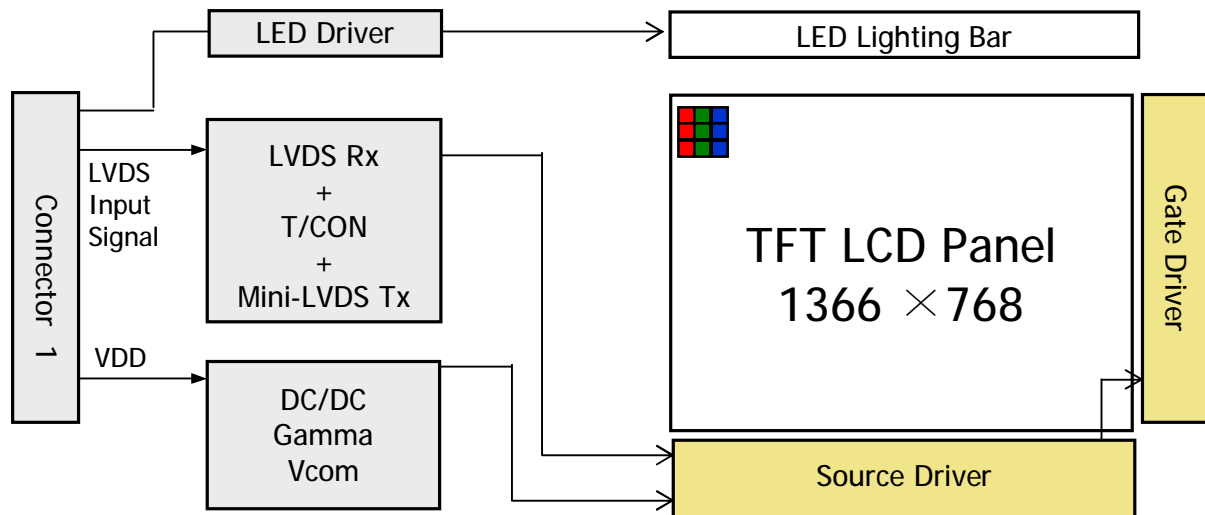 LED Driver
LED Lighting Bar
Connector 1
LVDS
Input
Signal
LVDS Rx
+
T/CON
+
Mini-LVDS Tx
TFT LCD Panel
1366 ×768
Gate Driver
VDD
DC/DC
Gamma
Vcom
Source Driver